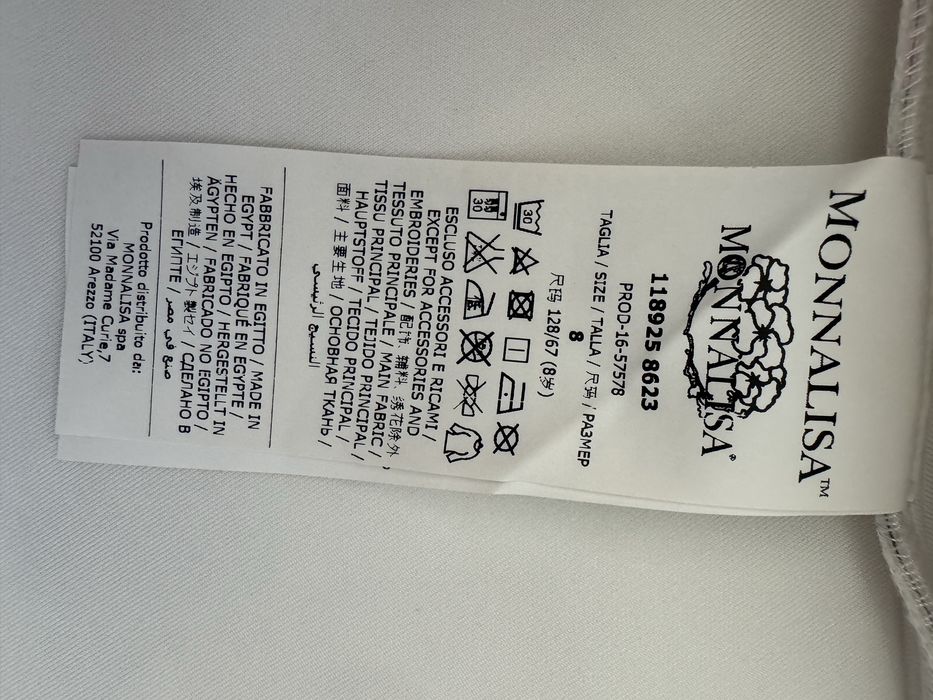 MONNALISA™
MONNALISA®
118925 8623
PROD-16-57578
TAGLIA / SIZE / TALLA / 尺码 / РАЗМЕР
8
尺码 128/67 (8岁)
30
30
ESCLUSO ACCESSORI E RICAMI /
EXCEPT FOR ACCESSORIES AND
EMBROIDERIES / 配饰、辅料、绣花除外
TESSUTO PRINCIPALE / MAIN FABRIC /
TISSU PRINCIPAL / TEJIDO PRINCIPAL /
HAUPTSTOFF / TECIDO PRINCIPAL /
面料 / 主要生地 / ОСНОВНАЯ ТКАНЬ /
النسيج الرئيسي
FABBRICATO IN EGITTO / MADE IN
EGYPT / FABRIQUÉ EN EGYPTE /
HECHO EN EGIPTO / HERGESTELLT IN
ÄGYPTEN / FABRICADO NO EGIPTO /
埃及制造 / エジプト製セイ / СДЕЛАНО В
ЕГИПТЕ / صنع في مصر
Prodotto distribuito da:
MONNALISA spa
Via Madame Curie,7
52100 Arezzo (ITALY)